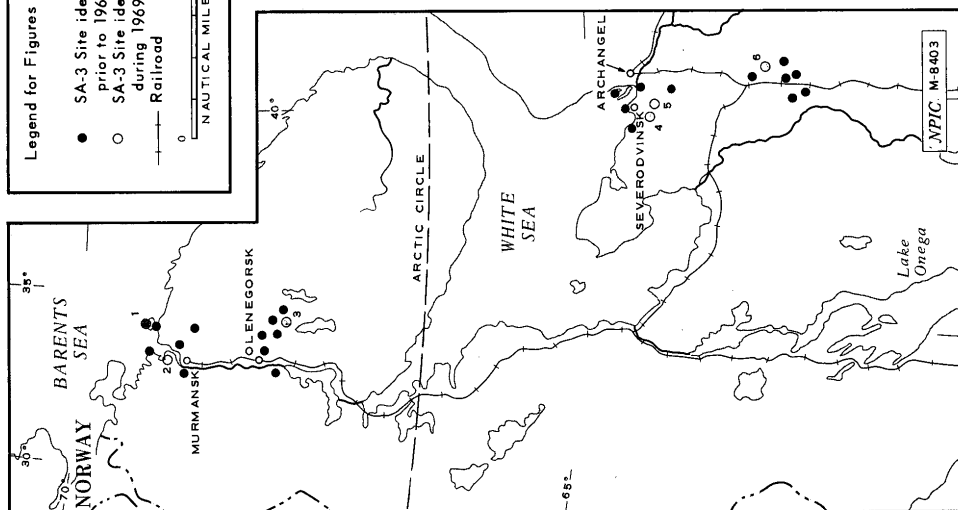 Legend for Figures
SA-3 Site ide
prior to 196
SA-3 Site ide
during 1969
Railroad
0
NAUTICAL MILE
30°
35°
40°
70°
65°
BARENTS
SEA
NORWAY
1
2
MURMANSK
OLENEGORSK
3
ARCTIC CIRCLE
WHITE
SEA
ARCHANGEL
SEVERODVINSK
4
5
6
Lake
Onega
NPIC M-8403